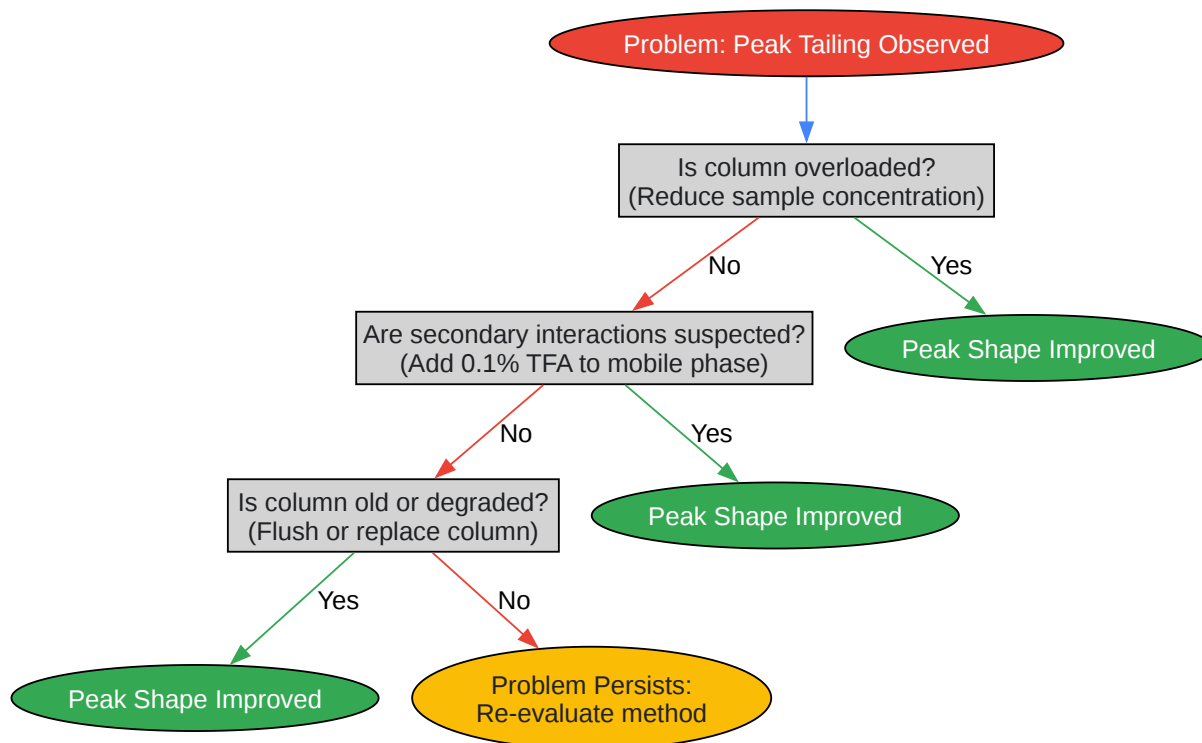 Problem: Peak Tailing Observed
Is column overloaded?
(Reduce sample concentration)
No
Yes
Are secondary interactions suspected?
(Add 0.1% TFA to mobile phase)
Peak Shape Improved
No
Yes
Is column old or degraded?
(Flush or replace column)
Peak Shape Improved
Yes
No
Peak Shape Improved
Problem Persists:
Re-evaluate method